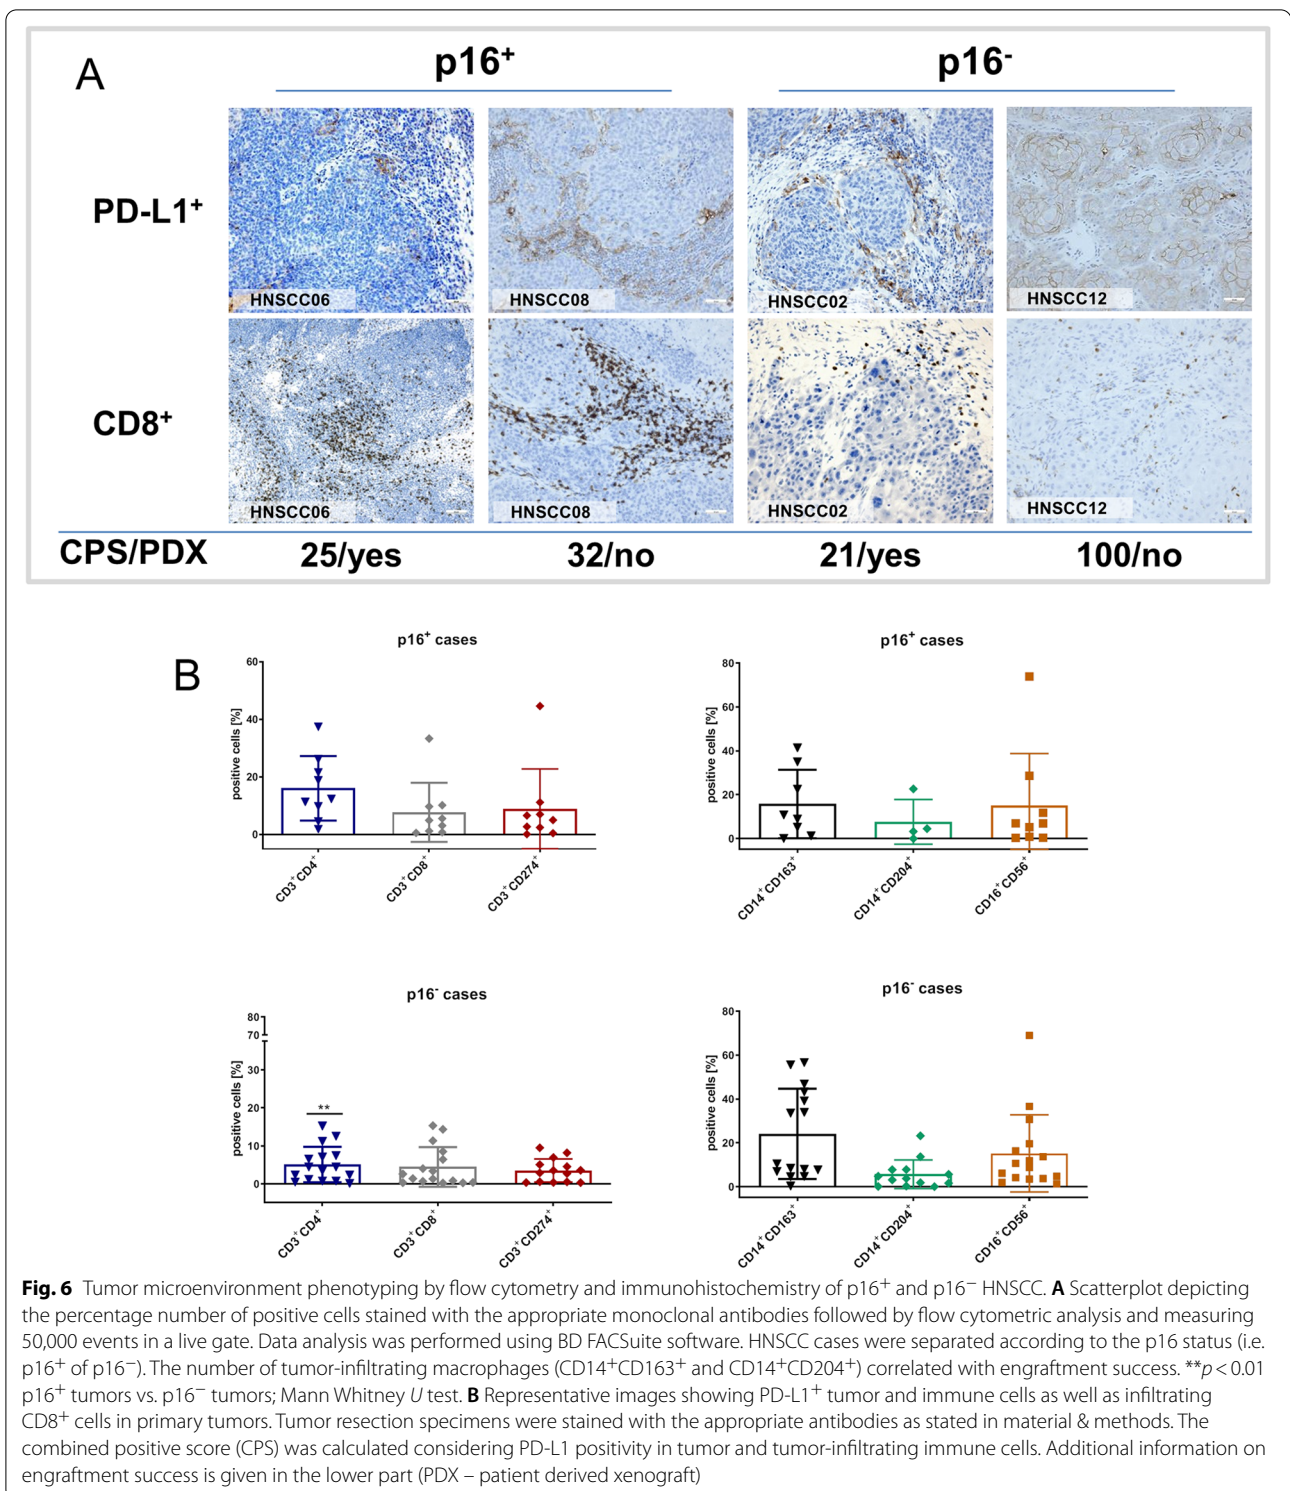 A
p16⁺
p16⁻
PD-L1⁺
HNSCC06
HNSCC08
HNSCC02
HNSCC12
CD8⁺
HNSCC06
HNSCC08
HNSCC02
HNSCC12
CPS/PDX
25/yes
32/no
21/yes
100/no
B
p16⁺ cases
positive cells [%]
60
40
20
0
CD3⁺CD4⁺
CD3⁺CD8⁺
CD3⁺CD274⁺
p16⁺ cases
positive cells [%]
80
60
40
20
0
CD14⁺CD163⁺
CD14⁺CD204⁺
CD16⁺CD56⁺
p16⁻ cases
positive cells [%]
80
70
30
20
10
0
**
CD3⁺CD4⁺
CD3⁺CD8⁺
CD3⁺CD274⁺
p16⁻ cases
positive cells [%]
80
60
40
20
0
CD14⁺CD163⁺
CD14⁺CD204⁺
CD16⁺CD56⁺
Fig. 6 Tumor microenvironment phenotyping by flow cytometry and immunohistochemistry of p16⁺ and p16⁻ HNSCC. A Scatterplot depicting
the percentage number of positive cells stained with the appropriate monoclonal antibodies followed by flow cytometric analysis and measuring
50,000 events in a live gate. Data analysis was performed using BD FACSuite software. HNSCC cases were separated according to the p16 status (i.e.
p16⁺ of p16⁻). The number of tumor-infiltrating macrophages (CD14⁺CD163⁺ and CD14⁺CD204⁺) correlated with engraftment success. **p < 0.01
p16⁺ tumors vs. p16⁻ tumors; Mann Whitney U test. B Representative images showing PD-L1⁺ tumor and immune cells as well as infiltrating
CD8⁺ cells in primary tumors. Tumor resection specimens were stained with the appropriate antibodies as stated in material & methods. The
combined positive score (CPS) was calculated considering PD-L1 positivity in tumor and tumor-infiltrating immune cells. Additional information on
engraftment success is given in the lower part (PDX – patient derived xenograft)